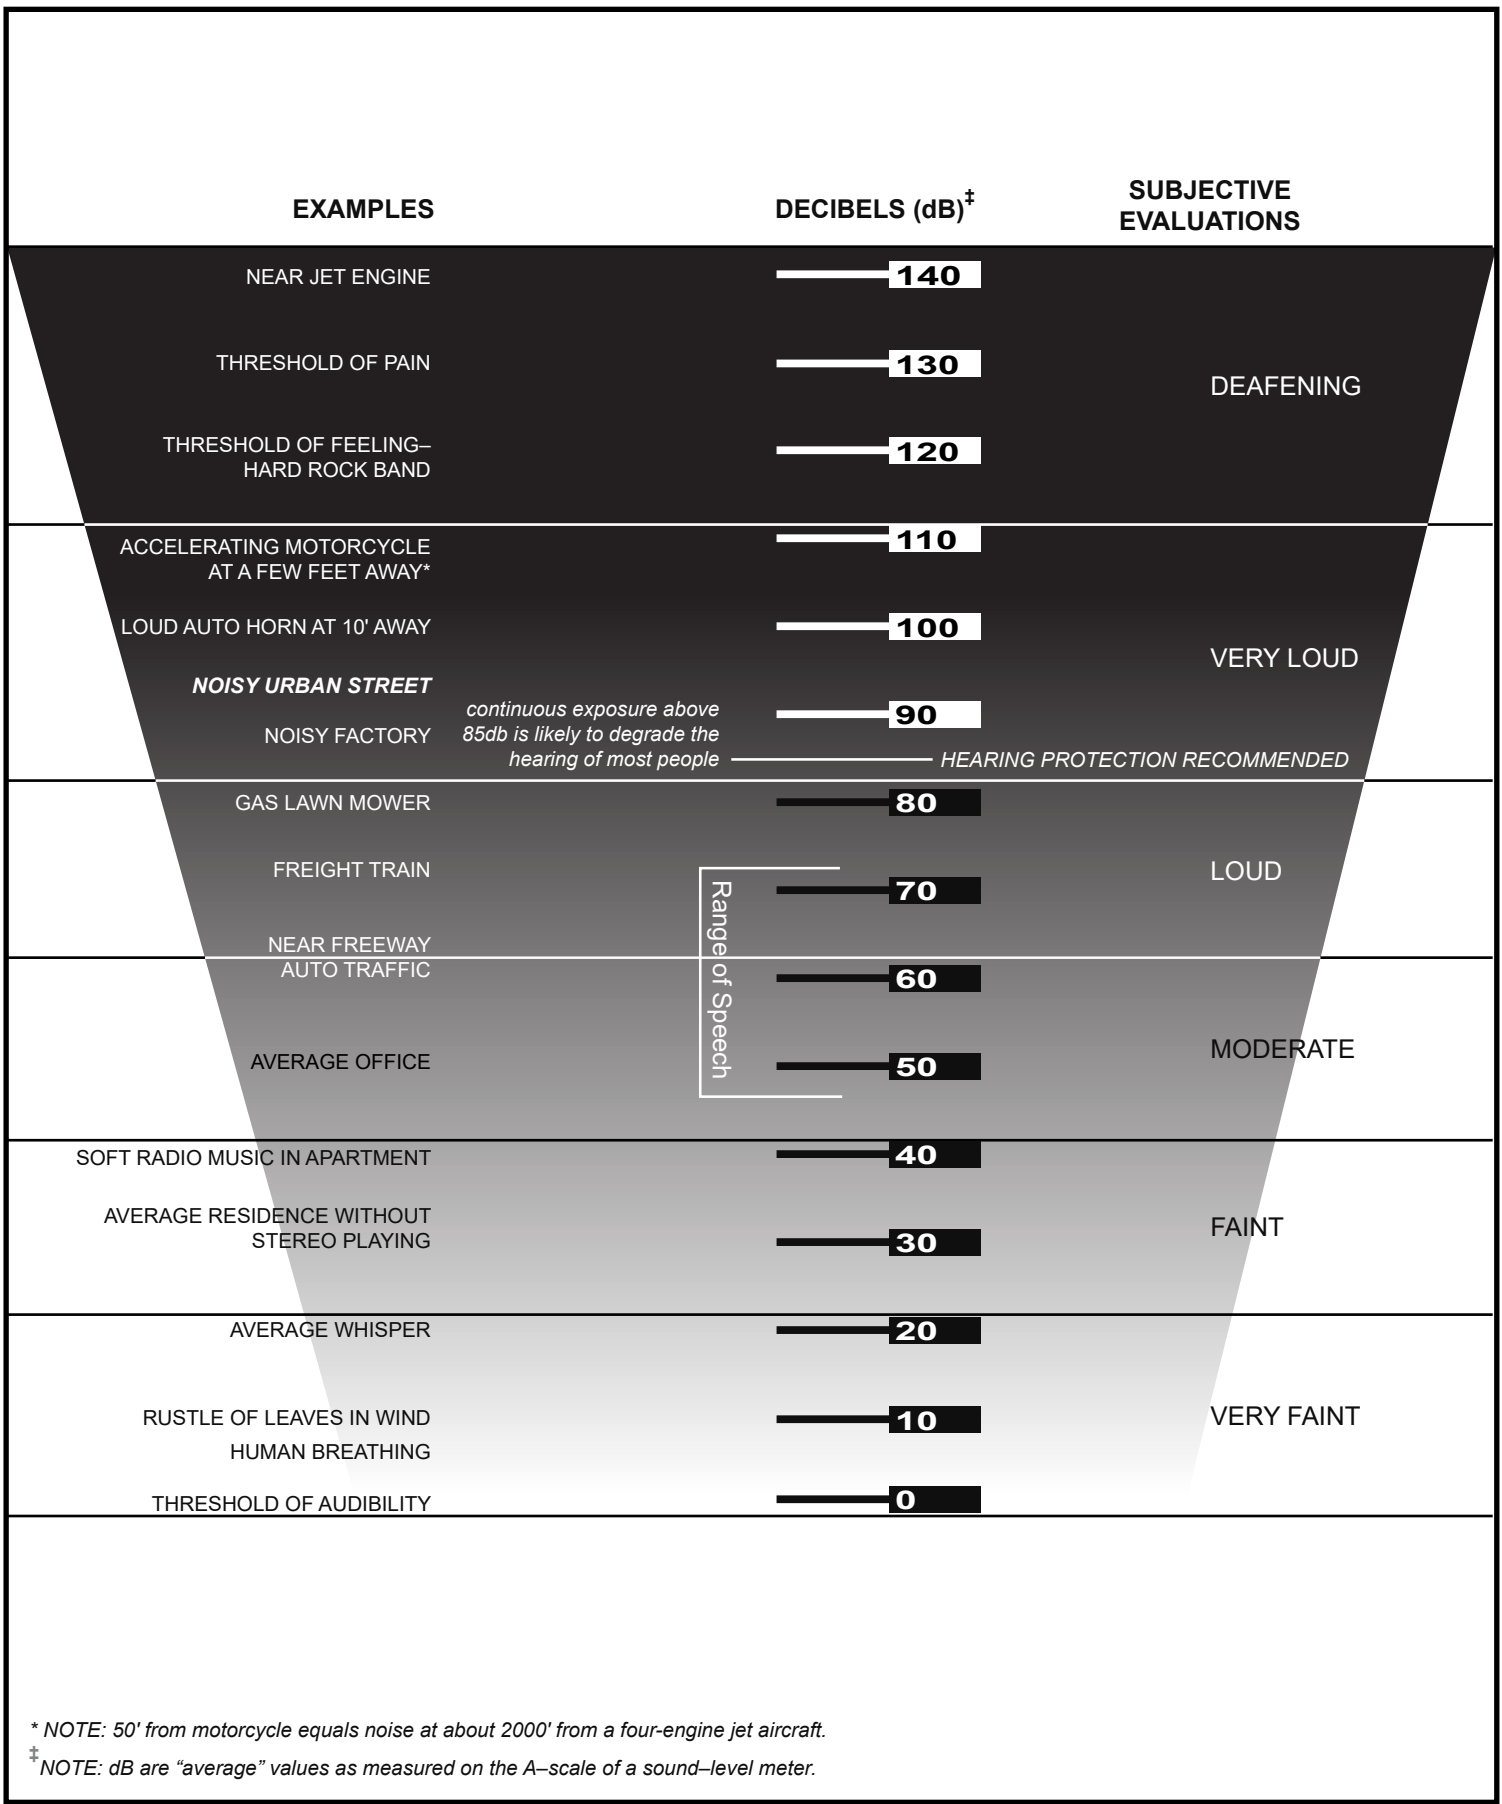 EXAMPLES
DECIBELS (dB)‡
SUBJECTIVE
EVALUATIONS
NEAR JET ENGINE
140
THRESHOLD OF PAIN
130
DEAFENING
THRESHOLD OF FEELING–
HARD ROCK BAND
120
ACCELERATING MOTORCYCLE
AT A FEW FEET AWAY*
110
LOUD AUTO HORN AT 10' AWAY
100
VERY LOUD
NOISY URBAN STREET
NOISY FACTORY
continuous exposure above
85db is likely to degrade the
hearing of most people
90
HEARING PROTECTION RECOMMENDED
GAS LAWN MOWER
80
FREIGHT TRAIN
70
LOUD
Range of Speech
NEAR FREEWAY
AUTO TRAFFIC
60
AVERAGE OFFICE
50
MODERATE
SOFT RADIO MUSIC IN APARTMENT
40
AVERAGE RESIDENCE WITHOUT
STEREO PLAYING
30
FAINT
AVERAGE WHISPER
20
RUSTLE OF LEAVES IN WIND
10
VERY FAINT
HUMAN BREATHING
THRESHOLD OF AUDIBILITY
0
* NOTE: 50' from motorcycle equals noise at about 2000' from a four-engine jet aircraft.
‡NOTE: dB are “average” values as measured on the A–scale of a sound–level meter.